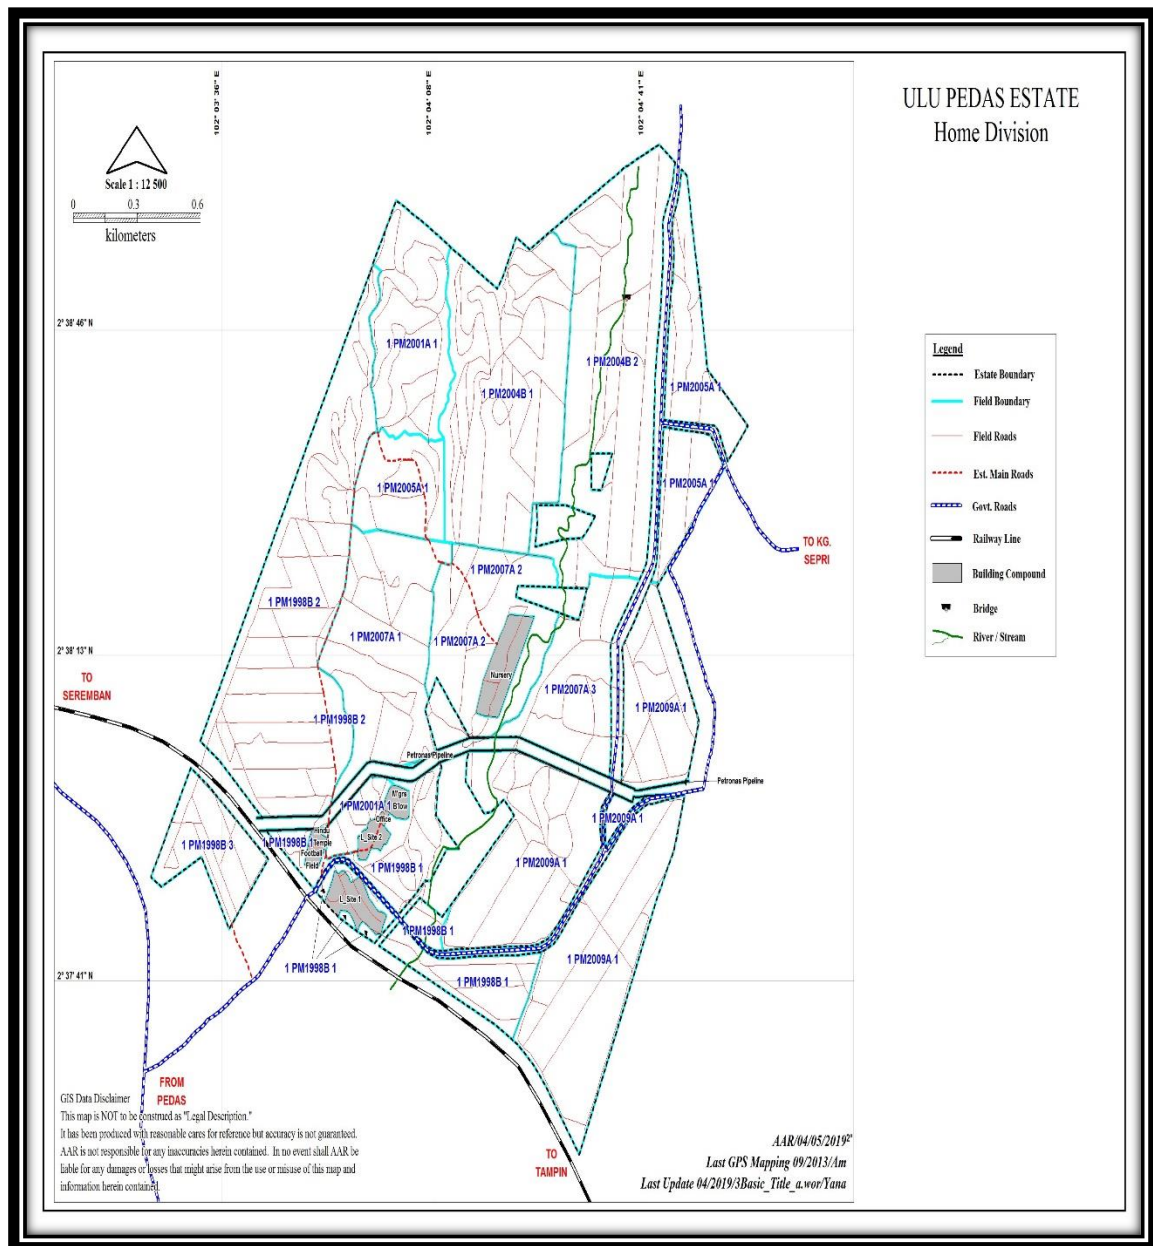 ULU PEDAS ESTATE
Home Division
102° 03' 36" E
102° 04' 08" E
102° 04' 41" E
Scale 1 : 12 500
0 0.3 0.6
kilometers
2° 38' 46" N
1 PM2001A 1
1 PM2004B 1
1 PM2004B 2
1 PM2005A 1
Legend
Estate Boundary
Field Boundary
Field Roads
Est. Main Roads
Govt. Roads
Railway Line
Building Compound
Bridge
River / Stream
1 PM2005A 1
1 PM2005A 1
TO KG.
SEPRI
1 PM2007A 2
1 PM1998B 2
1 PM2007A 1
1 PM2007A 2
2° 38' 13" N
Nursery
TO
SEREMBAN
1 PM2007A 3
1 PM2009A 1
1 PM1998B 2
Petronas Pipeline
Petronas Pipeline
M'grs
B'low
1 PM2001A 1
Office
1 PM2009A 1
Hindu
Temple
L_Site 2
1 PM1998B 3
1 PM1998B 1
Football
Field
1 PM1998B 1
1 PM2009A 1
L_Site 1
1 PM1998B 1
1 PM1998B 1
1 PM2009A 1
2° 37' 41" N
1 PM1998B 1
FROM
PEDAS
GIS Data Disclaimer
This map is NOT to be construed as "Legal Description."
It has been produced with reasonable cares for reference but accuracy is not guaranteed.
AAR is not responsible for any inaccuracies herein contained. In no event shall AAR be
liable for any damages or losses that might arise from the use or misuse of this map and
information herein contained.
TO
TAMPIN
AAR/04/05/2019
Last GPS Mapping 09/2013/Am
Last Update 04/2019/3Basic_Title_a.wor/Yana